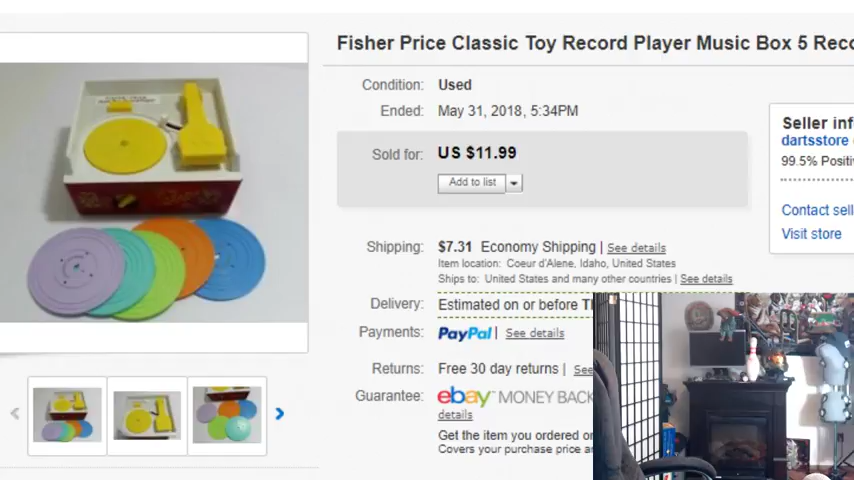 Fisher Price Classic Toy Record Player Music Box 5 Reco
Condition: Used
Ended: May 31, 2018, 5:34PM
Sold for: US $11.99
Add to list
Seller inf
dartsstore
99.5% Positi
Contact sell
Visit store
Shipping: $7.31 Economy Shipping | See details
Item location: Coeur d'Alene, Idaho, United States
Ships to: United States and many other countries | See details
Delivery: Estimated on or before T
Payments: PayPal | See details
Returns: Free 30 day returns | See
Guarantee: ebay MONEY BACK
details
Get the item you ordered o
Covers your purchase price a